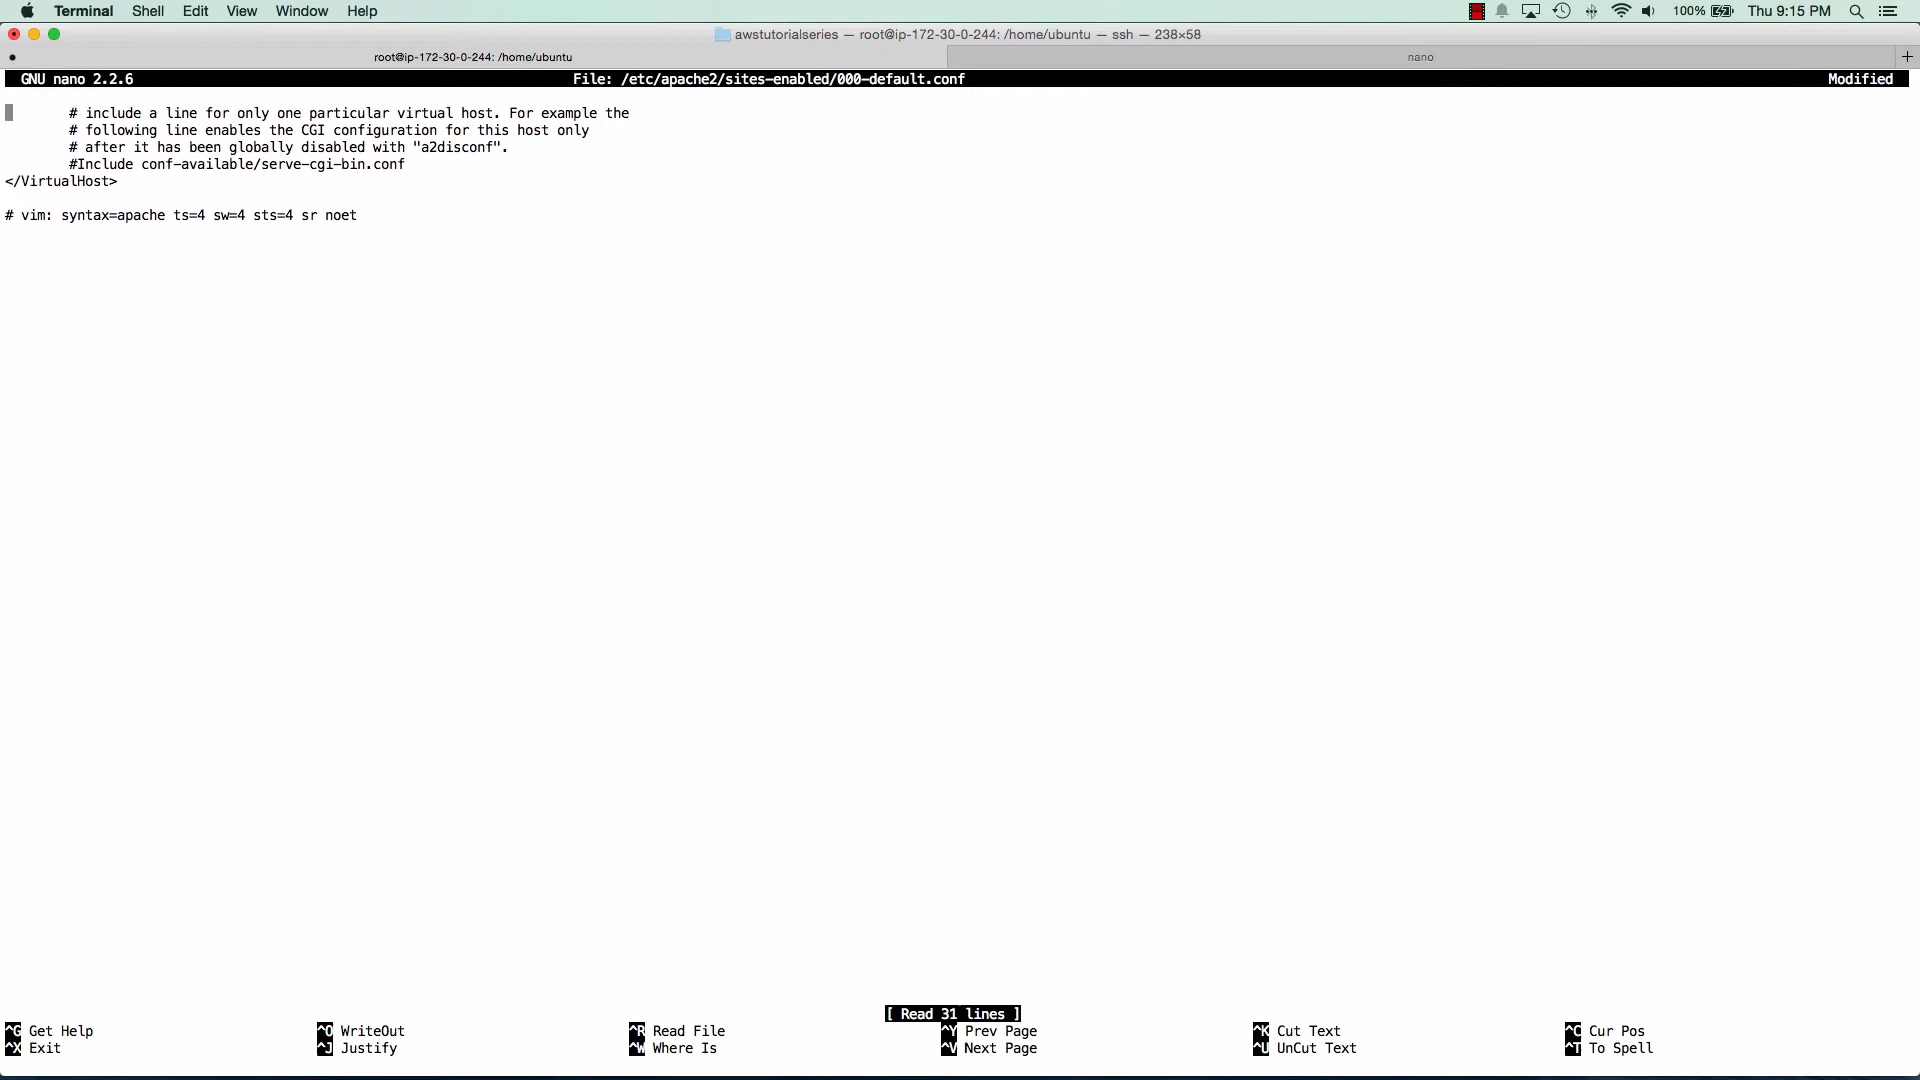 Terminal Shell Edit View Window Help 100% Thu 9:15 PM
awstutorialseries — root@ip-172-30-0-244: /home/ubuntu — ssh — 238×58
root@ip-172-30-0-244: /home/ubuntu nano
GNU nano 2.2.6 File: /etc/apache2/sites-enabled/000-default.conf Modified
# include a line for only one particular virtual host. For example the
# following line enables the CGI configuration for this host only
# after it has been globally disabled with "a2disconf".
#Include conf-available/serve-cgi-bin.conf
</VirtualHost>
# vim: syntax=apache ts=4 sw=4 sts=4 sr noet
[ Read 31 lines ]
^G Get Help ^O WriteOut ^R Read File ^Y Prev Page ^K Cut Text ^C Cur Pos
^X Exit ^J Justify ^W Where Is ^V Next Page ^U UnCut Text ^T To Spell